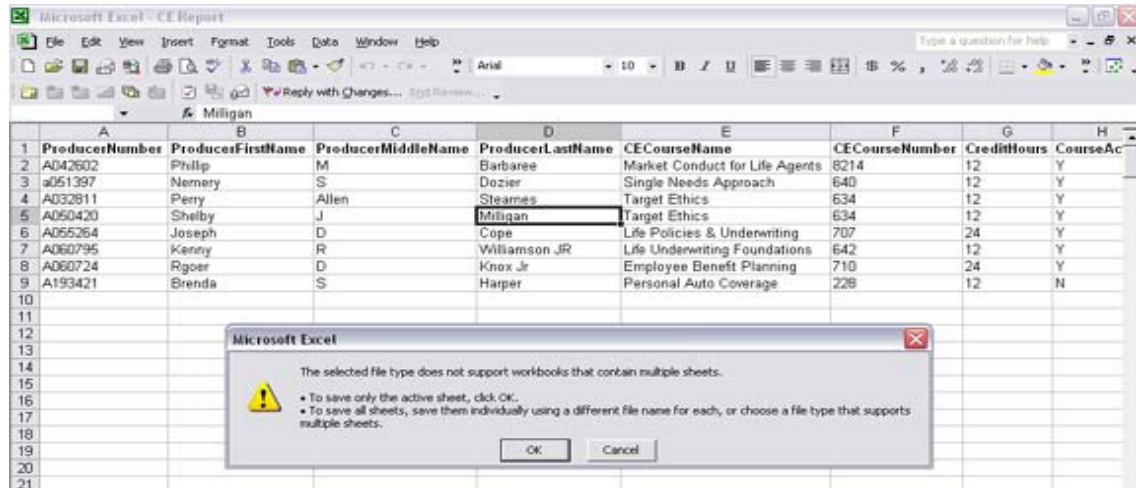 Microsoft Excel - CE Report
File Edit View Insert Format Tools Data Window Help Type a question for help
Arial 10 B I U $ % ,
Reply with Changes... End Review...
fx Milligan
A B C D E F G H
1 ProducerNumber ProducerFirstName ProducerMiddleName ProducerLastName CECourseName CECourseNumber CreditHours CourseAc
2 A042602 Phillip M Barbaree Market Conduct for Life Agents 8214 12 Y
3 a051397 Nemery S Dozier Single Needs Approach 640 12 Y
4 A032811 Perry Allen Stearnes Target Ethics 634 12 Y
5 A050420 Shelby J Milligan Target Ethics 634 12 Y
6 A055264 Joseph D Cope Life Policies & Underwriting 707 24 Y
7 A060795 Kenny R Williamson JR Life Underwriting Foundations 642 12 Y
8 A060724 Rgoer D Knox Jr Employee Benefit Planning 710 24 Y
9 A193421 Brenda S Harper Personal Auto Coverage 228 12 N
10
11
12
13
14
15
16
17
18
19
20
21
Microsoft Excel
The selected file type does not support workbooks that contain multiple sheets.
• To save only the active sheet, click OK.
• To save all sheets, save them individually using a different file name for each, or choose a file type that supports
multiple sheets.
OK Cancel